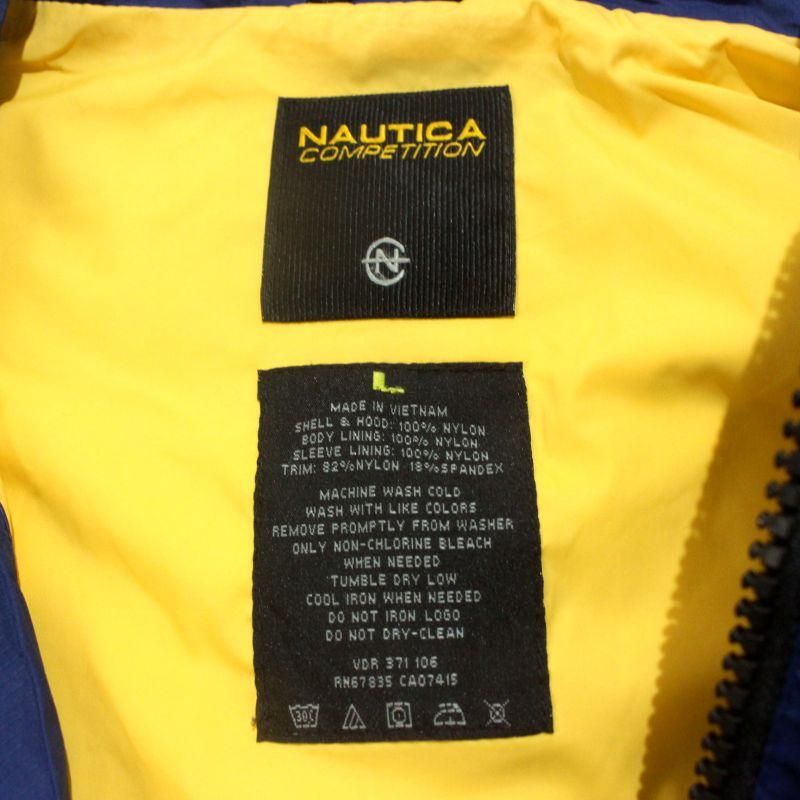 NAUTICA
COMPETITION
N
L
MADE IN VIETNAM
SHELL & HOOD: 100% NYLON
BODY LINING: 100% NYLON
SLEEVE LINING: 100% NYLON
TRIM: 82%NYLON 18%SPANDEX
MACHINE WASH COLD
WASH WITH LIKE COLORS
REMOVE PROMPTLY FROM WASHER
ONLY NON-CHLORINE BLEACH
WHEN NEEDED
TUMBLE DRY LOW
COOL IRON WHEN NEEDED
DO NOT IRON LOGO
DO NOT DRY-CLEAN
VDR 371 106
RN67835 CA07415
30C